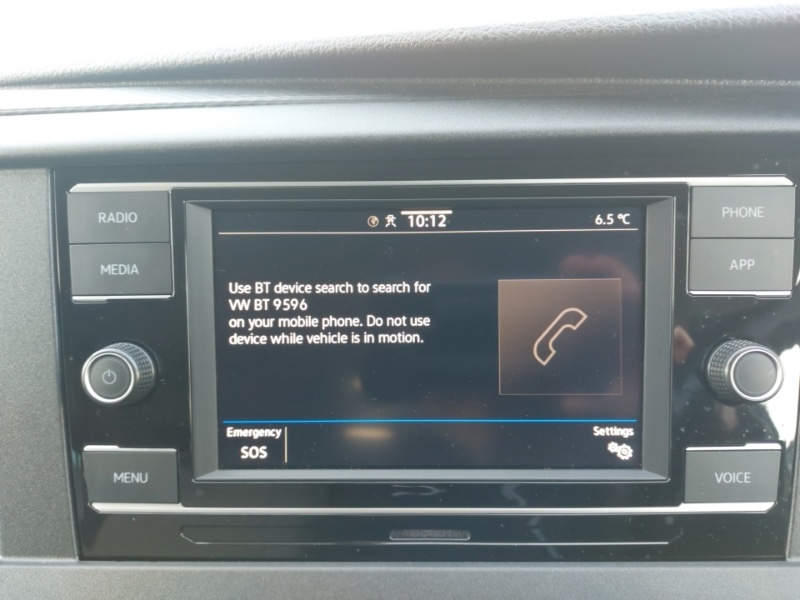 RADIO
PHONE
10:12
6.5 °C
MEDIA
APP
Use BT device search to search for
VW BT 9596
on your mobile phone. Do not use
device while vehicle is in motion.
Emergency
SOS
Settings
MENU
VOICE